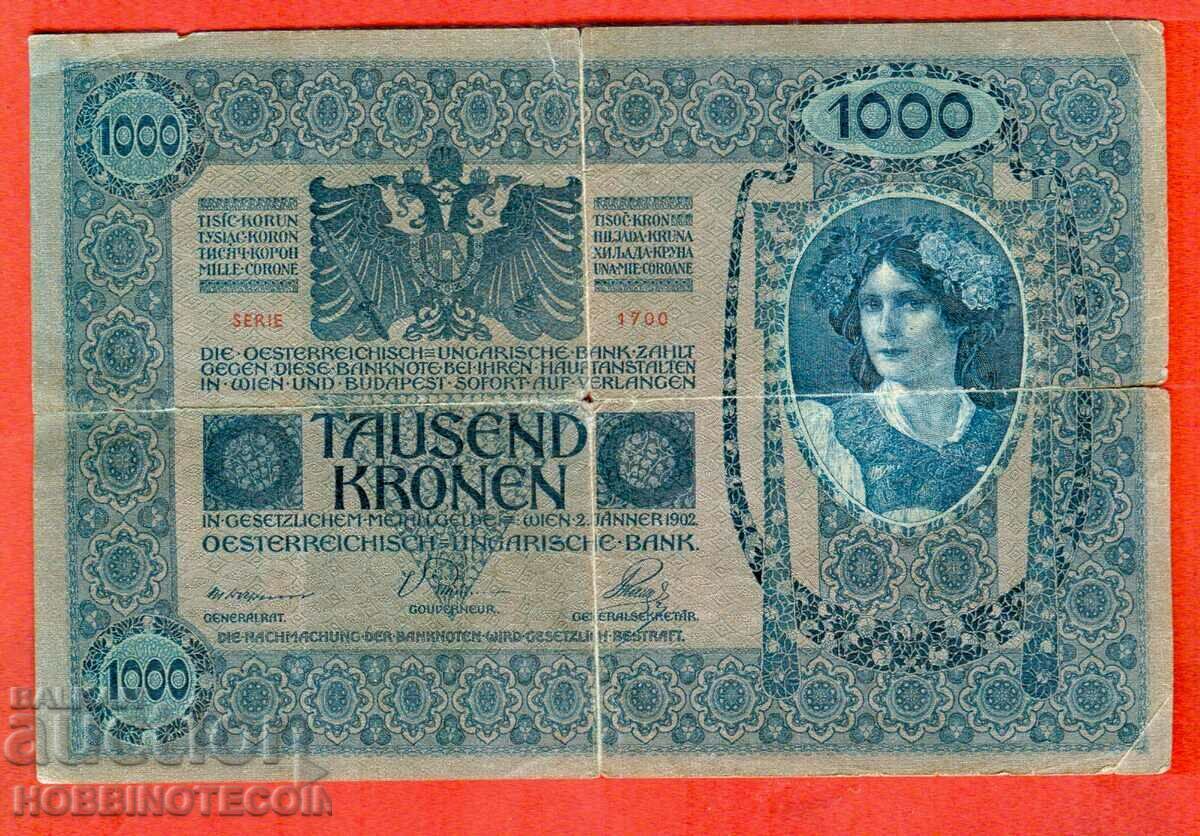 1000
1000
TISÍC·KORUN
TYSIĄC·KORON
ТИСЯЧ·КОРОН
MILLE·CORONE
TISOČ·KRON
HILJADA·KRUNA
ХИЉАДА·КРУНА
UNA·MIE·COROANE
SERIE 1700
DIE·OESTERREICHISCH=UNGARISCHE·BANK·ZAHLT
GEGEN·DIESE·BANKNOTE·BEI·IHREN·HAUPTANSTALTEN
IN·WIEN·UND·BUDAPEST·SOFORT·AUF·VERLANGEN
TAUSEND
KRONEN
IN·GESETZLICHEM·METALLGELDE=WIEN·2.JÄNNER·1902.
OESTERREICHISCH=UNGARISCHE·BANK.
GENERALRAT.
GOUVERNEUR.
GENERALSEKRETÄR.
DIE·NACHMACHUNG·DER·BANKNOTEN·WIRD·GESETZLICH·BESTRAFT.
1000
auction
HOBBINOTECOIN